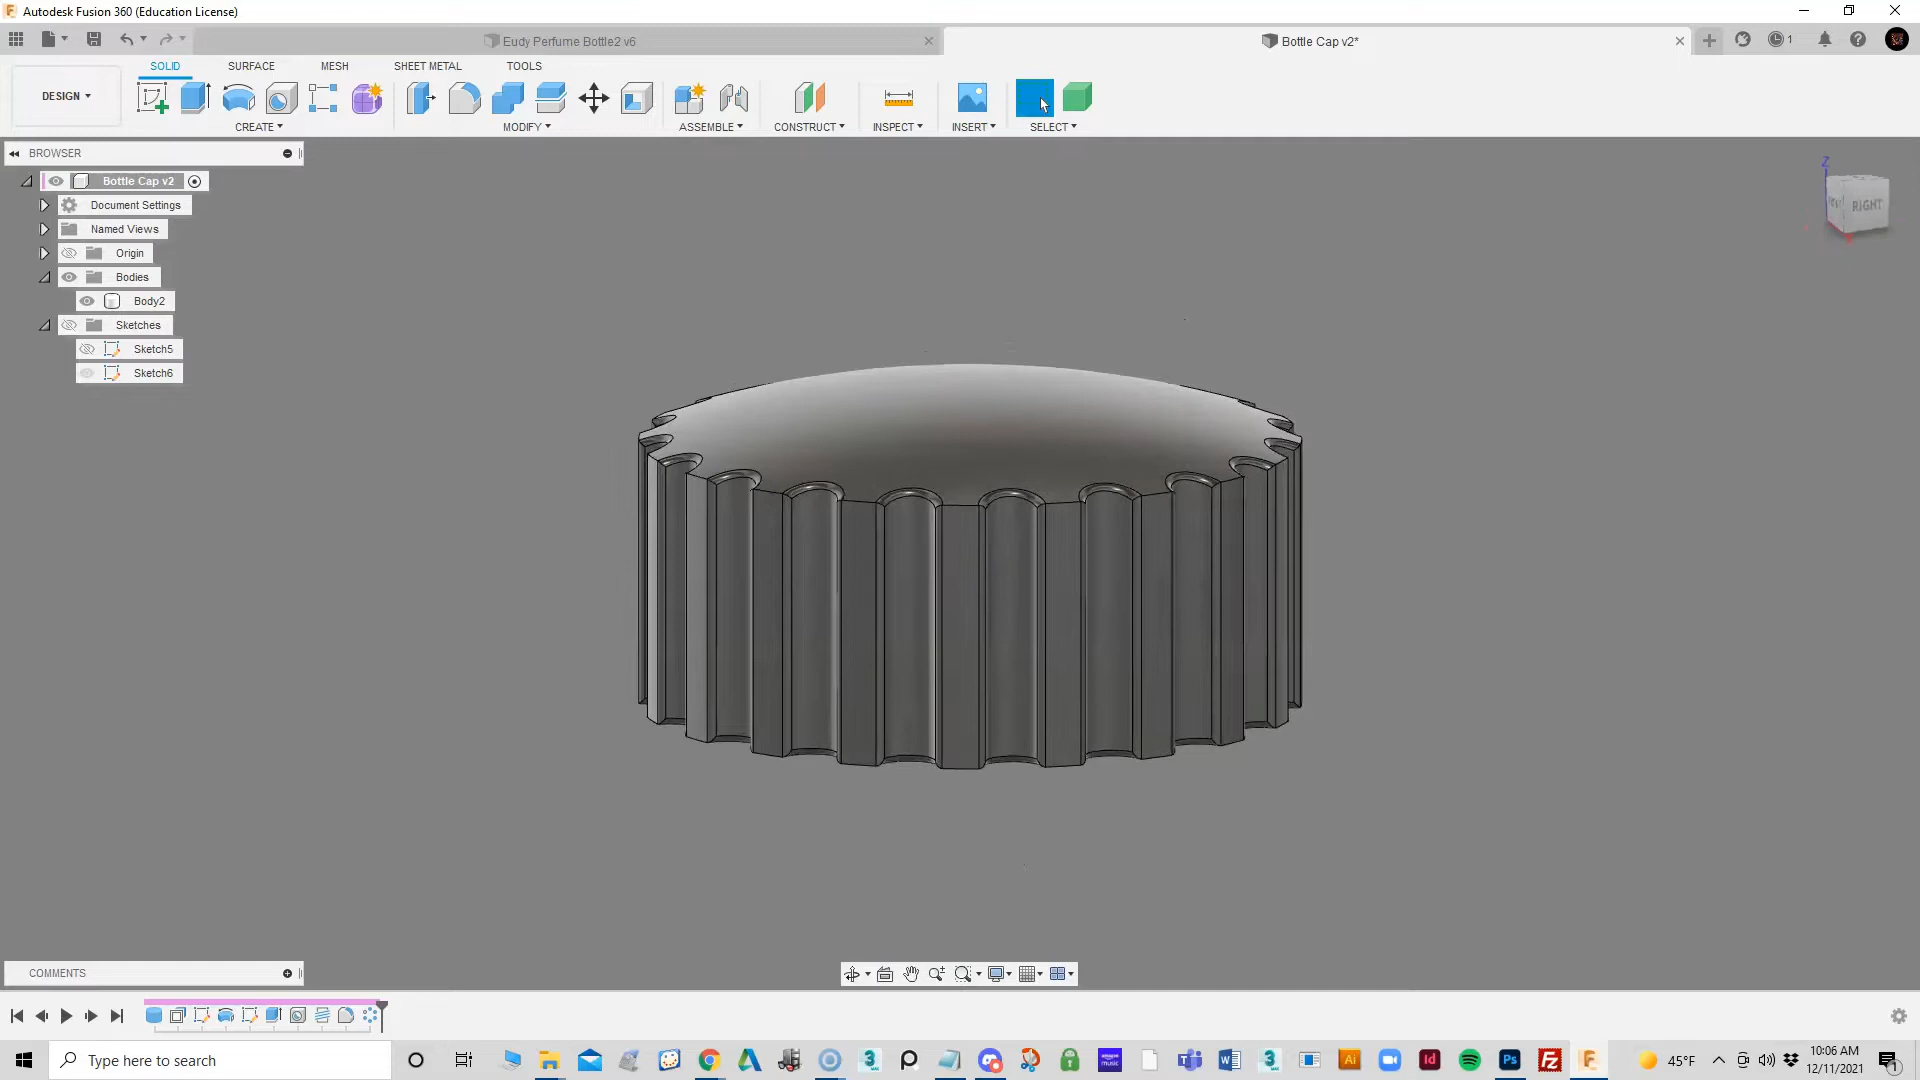 Autodesk Fusion 360 (Education License)
Eudy Perfume Bottle2 v6
Bottle Cap v2*
1
DESIGN
SOLID
SURFACE
MESH
SHEET METAL
TOOLS
CREATE
MODIFY
ASSEMBLE
CONSTRUCT
INSPECT
INSERT
SELECT
BROWSER
Bottle Cap v2
Document Settings
Named Views
Origin
Bodies
Body2
Sketches
Sketch5
Sketch6
Z
RIGHT
COMMENTS
Type here to search
45°F
10:06 AM
12/11/2021